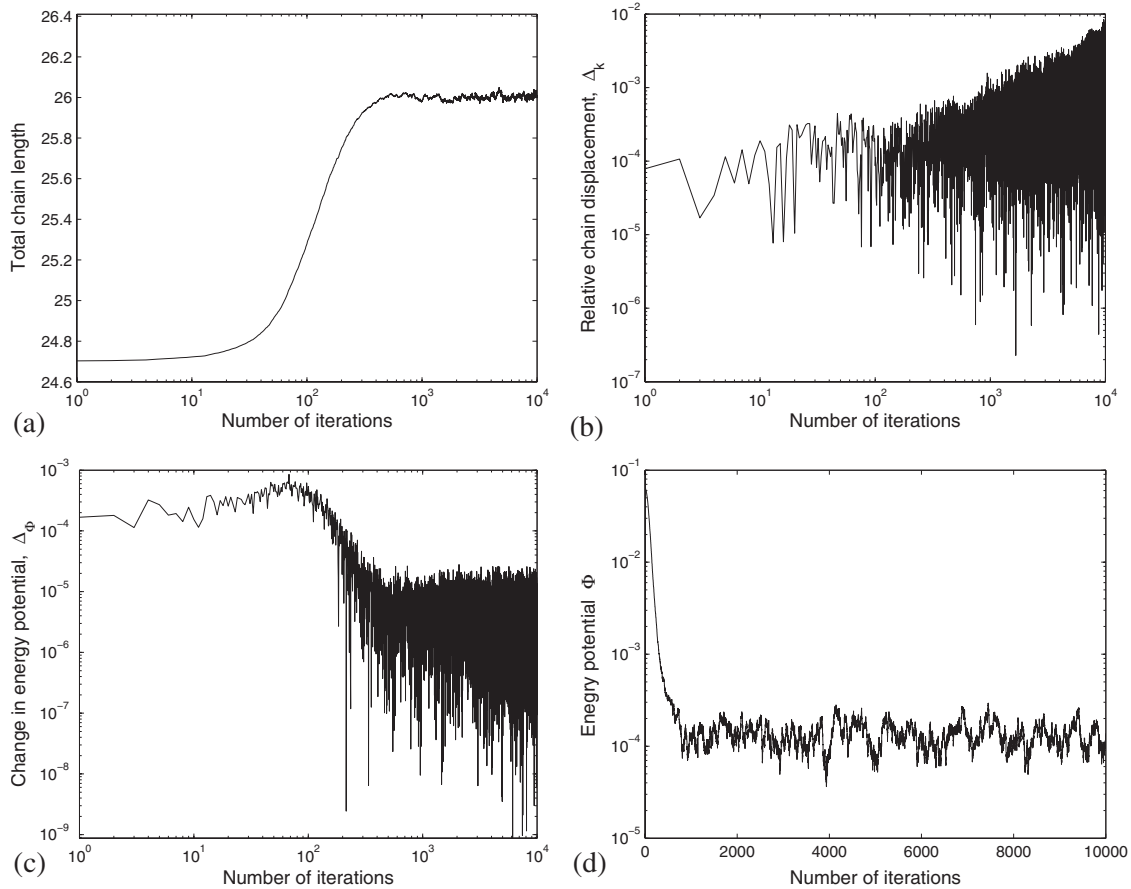 26.4
26.2
26
25.8
25.6
25.4
25.2
25
24.8
24.6
Total chain length
10^0 10^1 10^2 10^3 10^4
Number of iterations
(a)
10^−2
10^−3
10^−4
10^−5
10^−6
10^−7
Relative chain displacement, Δ_k
10^0 10^1 10^2 10^3 10^4
Number of iterations
(b)
10^−3
10^−4
10^−5
10^−6
10^−7
10^−8
10^−9
Change in energy potential, Δ_Φ
10^0 10^1 10^2 10^3 10^4
Number of iterations
(c)
10^−1
10^−2
10^−3
10^−4
10^−5
Enegry potential Φ
0 2000 4000 6000 8000 10000
Number of iterations
(d)